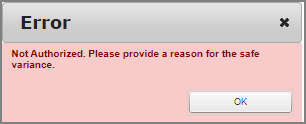 Error
Not Authorized. Please provide a reason for the safe
variance.
OK